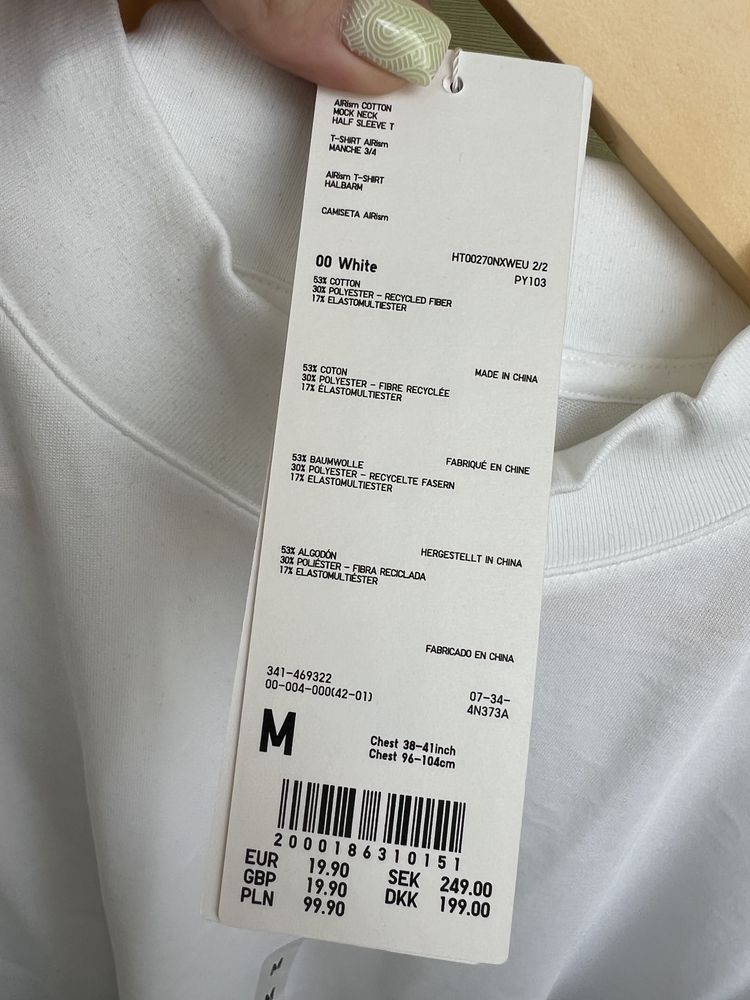 AIRism COTTON
MOCK NECK
HALF SLEEVE T
T-SHIRT AIRism
MANCHE 3/4
AIRism T-SHIRT
HALBARM
CAMISETA AIRism
00 White
HT00270NXWEU 2/2
PY103
53% COTTON
30% POLYESTER - RECYCLED FIBER
17% ELASTOMULTIESTER
MADE IN CHINA
53% COTON
30% POLYESTER - FIBRE RECYCLÉE
17% ÉLASTOMULTIESTER
FABRIQUÉ EN CHINE
53% BAUMWOLLE
30% POLYESTER - RECYCELTE FASERN
17% ELASTOMULTIESTER
HERGESTELLT IN CHINA
53% ALGODÓN
30% POLIÉSTER - FIBRA RECICLADA
17% ELASTOMULTIÉSTER
FABRICADO EN CHINA
341-469322
00-004-000(42-01)
07-34-
4N373A
M
Chest 38-41inch
Chest 96-104cm
2000186310151
EUR 19.90
GBP 19.90
PLN 99.90
SEK 249.00
DKK 199.00
M
M